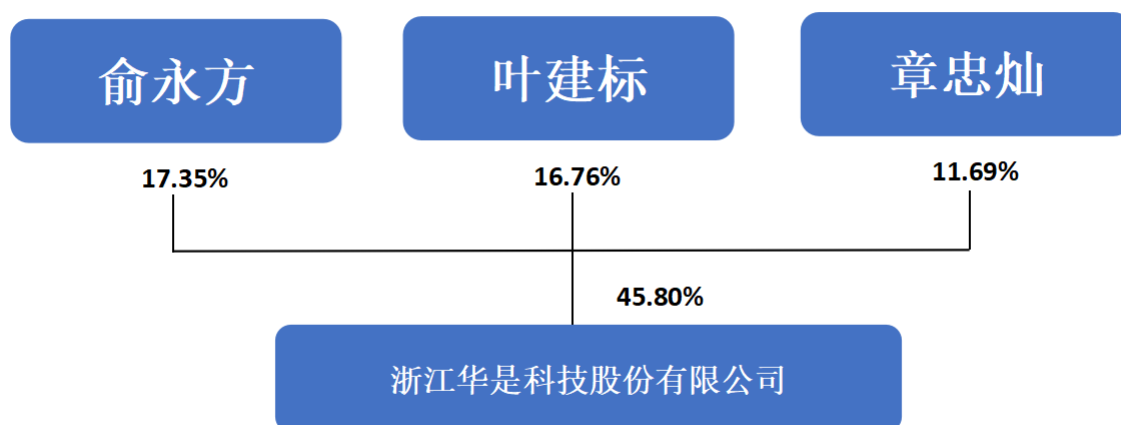 俞永方
叶建标
章忠灿
17.35%
16.76%
11.69%
45.80%
浙江华是科技股份有限公司